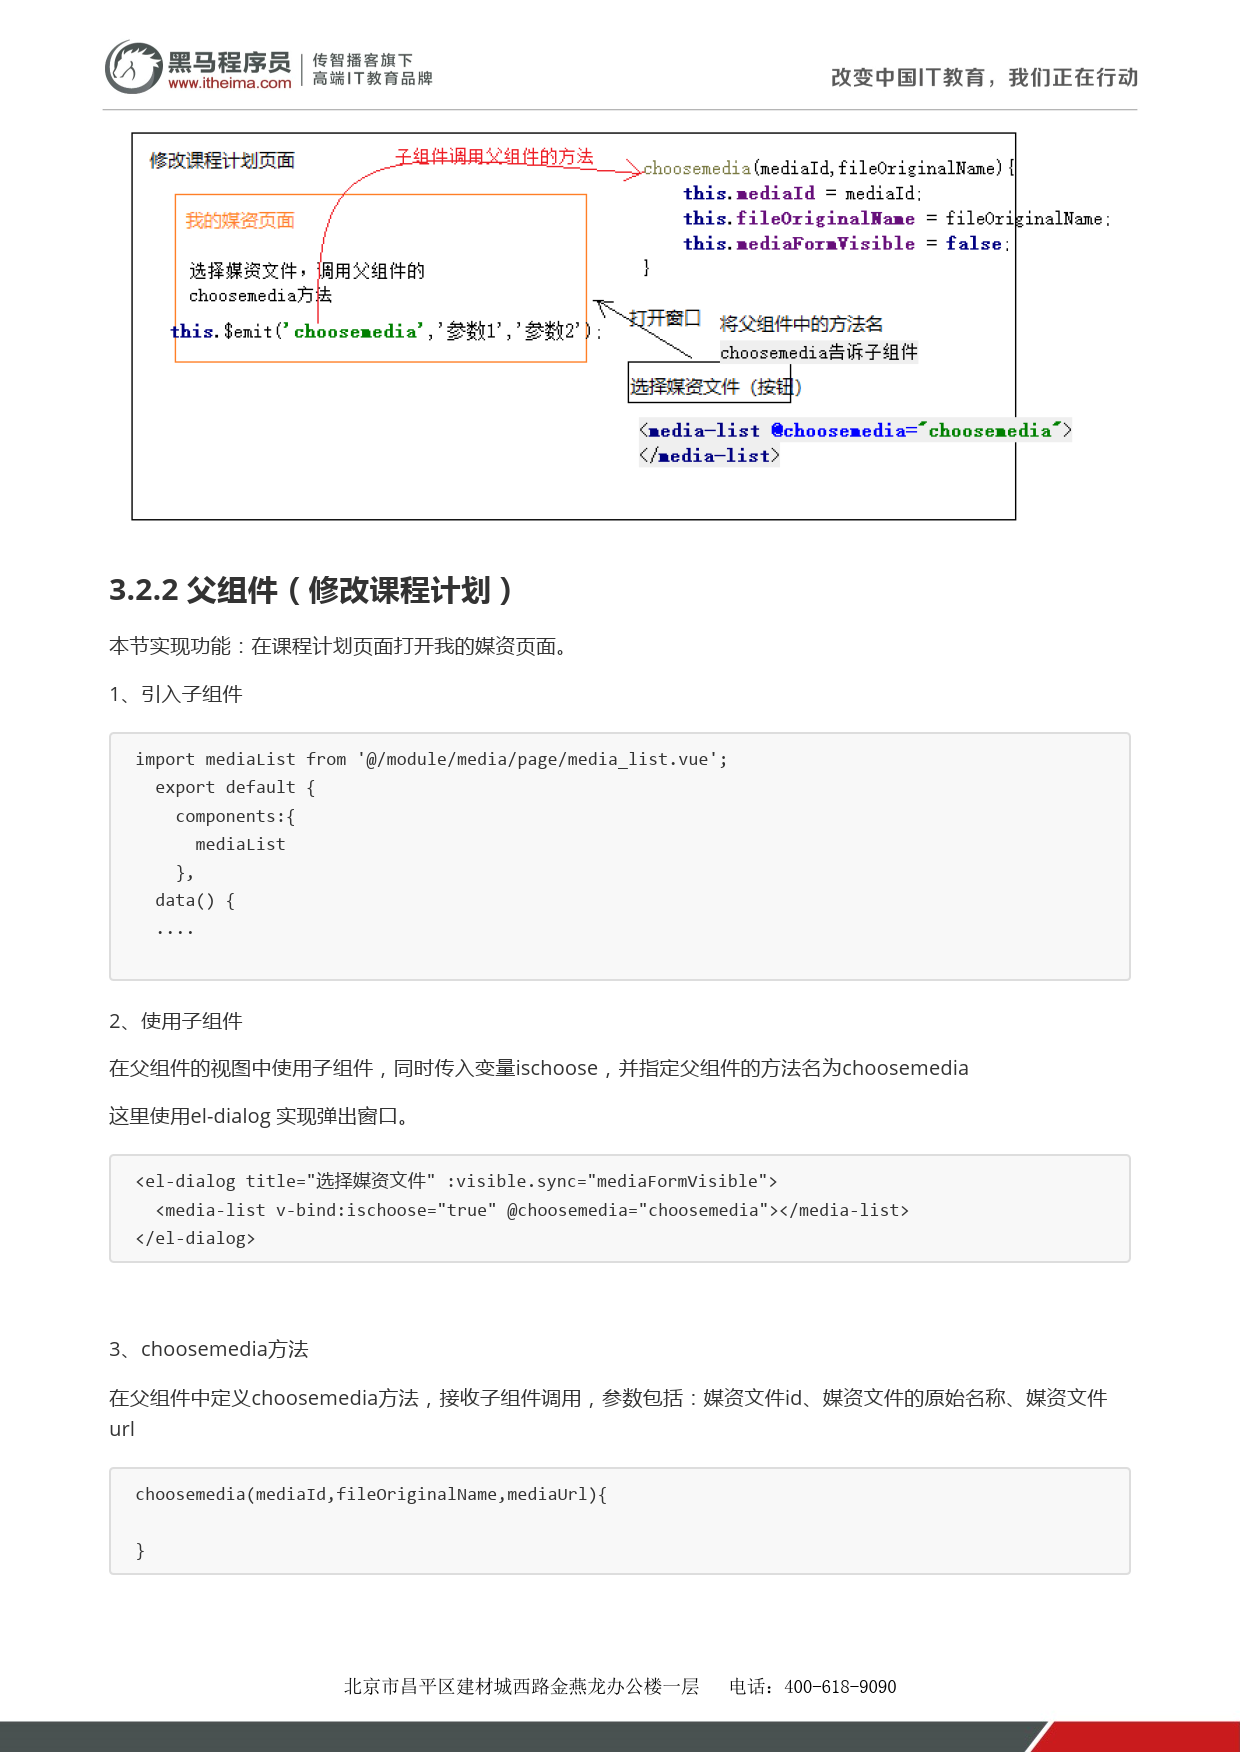 黑马程序员
www.itheima.com
传智播客旗下
高端IT教育品牌
改变中国IT教育，我们正在行动
修改课程计划页面
子组件调用父组件的方法
choosemedia(mediaId,fileOriginalName){
this.mediaId = mediaId;
this.fileOriginalName = fileOriginalName;
this.mediaFormVisible = false;
}
我的媒资页面
选择媒资文件，调用父组件的
choosemedia方法
this.$emit('choosemedia','参数1','参数2');
打开窗口
将父组件中的方法名
choosemedia告诉子组件
选择媒资文件（按钮）
<media-list @choosemedia="choosemedia">
</media-list>
3.2.2 父组件（修改课程计划）
本节实现功能：在课程计划页面打开我的媒资页面。
1、引入子组件
import mediaList from '@/module/media/page/media_list.vue';
export default {
components:{
mediaList
},
data() {
....
2、使用子组件
在父组件的视图中使用子组件，同时传入变量ischoose，并指定父组件的方法名为choosemedia
这里使用el-dialog 实现弹出窗口。
<el-dialog title="选择媒资文件" :visible.sync="mediaFormVisible">
<media-list v-bind:ischoose="true" @choosemedia="choosemedia"></media-list>
</el-dialog>
3、choosemedia方法
在父组件中定义choosemedia方法，接收子组件调用，参数包括：媒资文件id、媒资文件的原始名称、媒资文件
url
choosemedia(mediaId,fileOriginalName,mediaUrl){
}
北京市昌平区建材城西路金燕龙办公楼一层 电话：400-618-9090